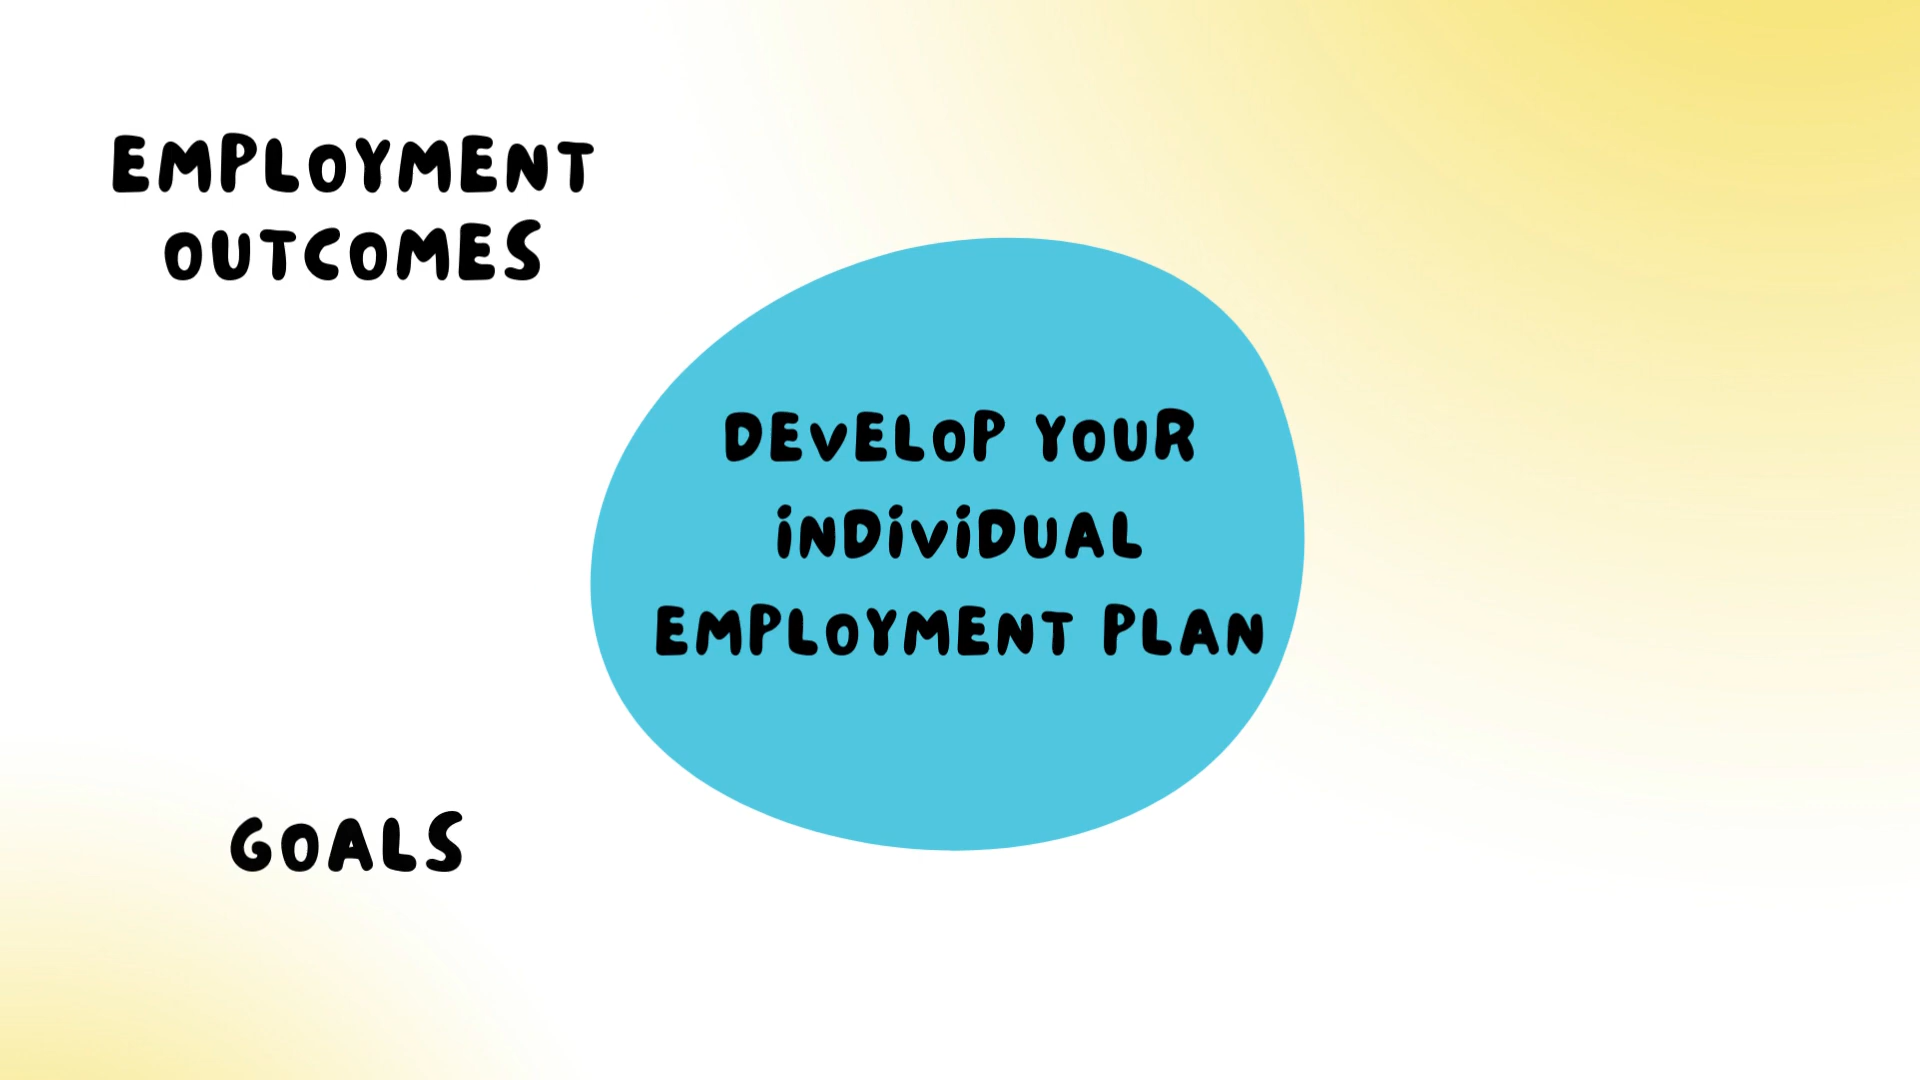 EMPLOYMENT
OUTCOMES
DEVELOP YOUR
iNDiViDUAL
EMPLOYMENT PLAN
GOALS